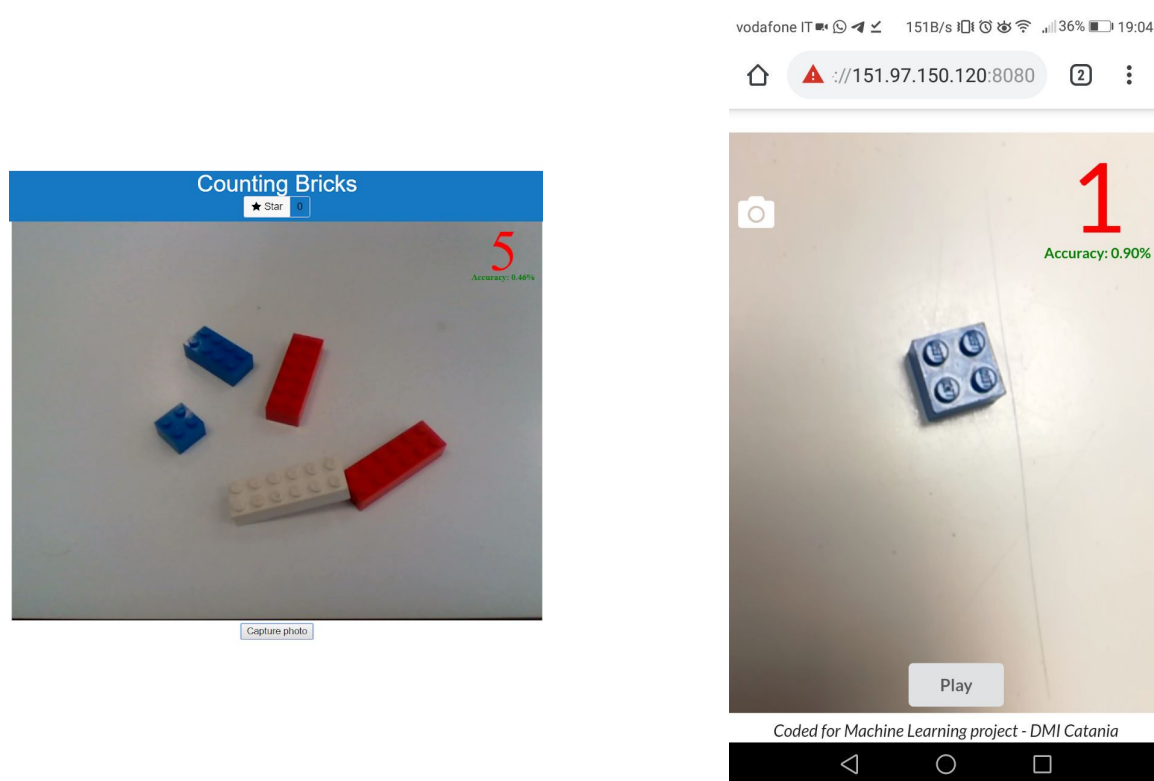 Counting Bricks
Star 0
5
Accuracy: 0.46%
Capture photo
vodafone IT 151B/s 36% 19:04
://151.97.150.120:8080 2
1
Accuracy: 0.90%
Play
Coded for Machine Learning project - DMI Catania